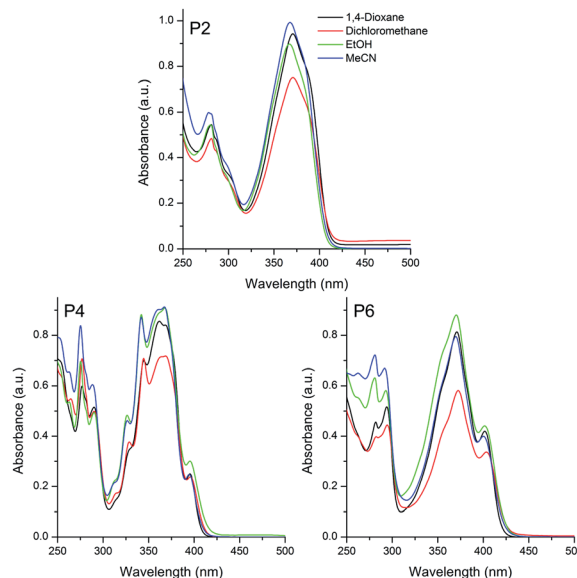 P2
1,4-Dioxane
Dichloromethane
EtOH
MeCN
Absorbance (a.u.)
1.0
0.8
0.6
0.4
0.2
0.0
250 300 350 400 450 500
Wavelength (nm)
P4
Absorbance (a.u.)
0.8
0.6
0.4
0.2
0.0
250 300 350 400 450 500
Wavelength (nm)
P6
Absorbance (a.u.)
0.8
0.6
0.4
0.2
0.0
250 300 350 400 450 500
Wavelength (nm)